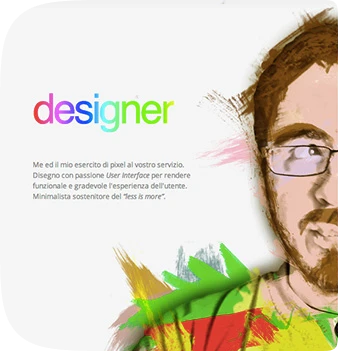 designer
Me ed il mio esercito di pixel al vostro servizio.
Disegno con passione User Interface per rendere
funzionale e gradevole l'esperienza dell'utente.
Minimalista sostenitore del “less is more”.